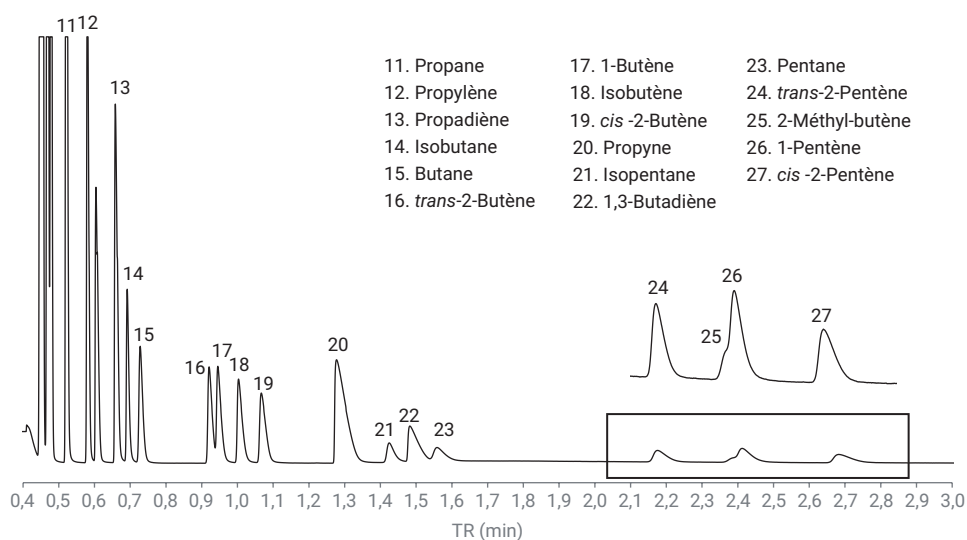 11 12
13
14
15
16
17
18
19
20
21
22
23
24
25
26
27
11. Propane
12. Propylène
13. Propadiène
14. Isobutane
15. Butane
16. trans-2-Butène
17. 1-Butène
18. Isobutène
19. cis -2-Butène
20. Propyne
21. Isopentane
22. 1,3-Butadiène
23. Pentane
24. trans-2-Pentène
25. 2-Méthyl-butène
26. 1-Pentène
27. cis -2-Pentène
0,4 0,5 0,6 0,7 0,8 0,9 1,0 1,1 1,2 1,3 1,4 1,5 1,6 1,7 1,8 1,9 2,0 2,1 2,2 2,3 2,4 2,5 2,6 2,7 2,8 2,9 3,0
TR (min)